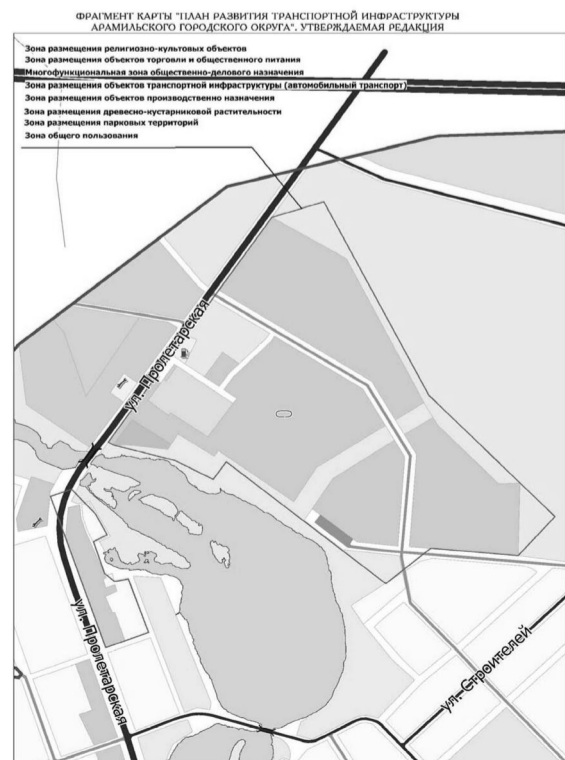 ФРАГМЕНТ КАРТЫ "ПЛАН РАЗВИТИЯ ТРАНСПОРТНОЙ ИНФРАСТРУКТУРЫ
АРАМИЛЬСКОГО ГОРОДСКОГО ОКРУГА". УТВЕРЖДАЕМАЯ РЕДАКЦИЯ
Зона размещения религиозно-культовых объектов
Зона размещения объектов торговли и общественного питания
Многофункциональная зона общественно-делового назначения
Зона размещения объектов транспортной инфраструктуры (автомобильный транспорт)
Зона размещения объектов производственно назначения
Зона размещения древесно-кустарниковой растительности
Зона размещения парковых территорий
Зона общего пользования
ул. Пролетарская
ул. Пролетарская
ул. Строителей